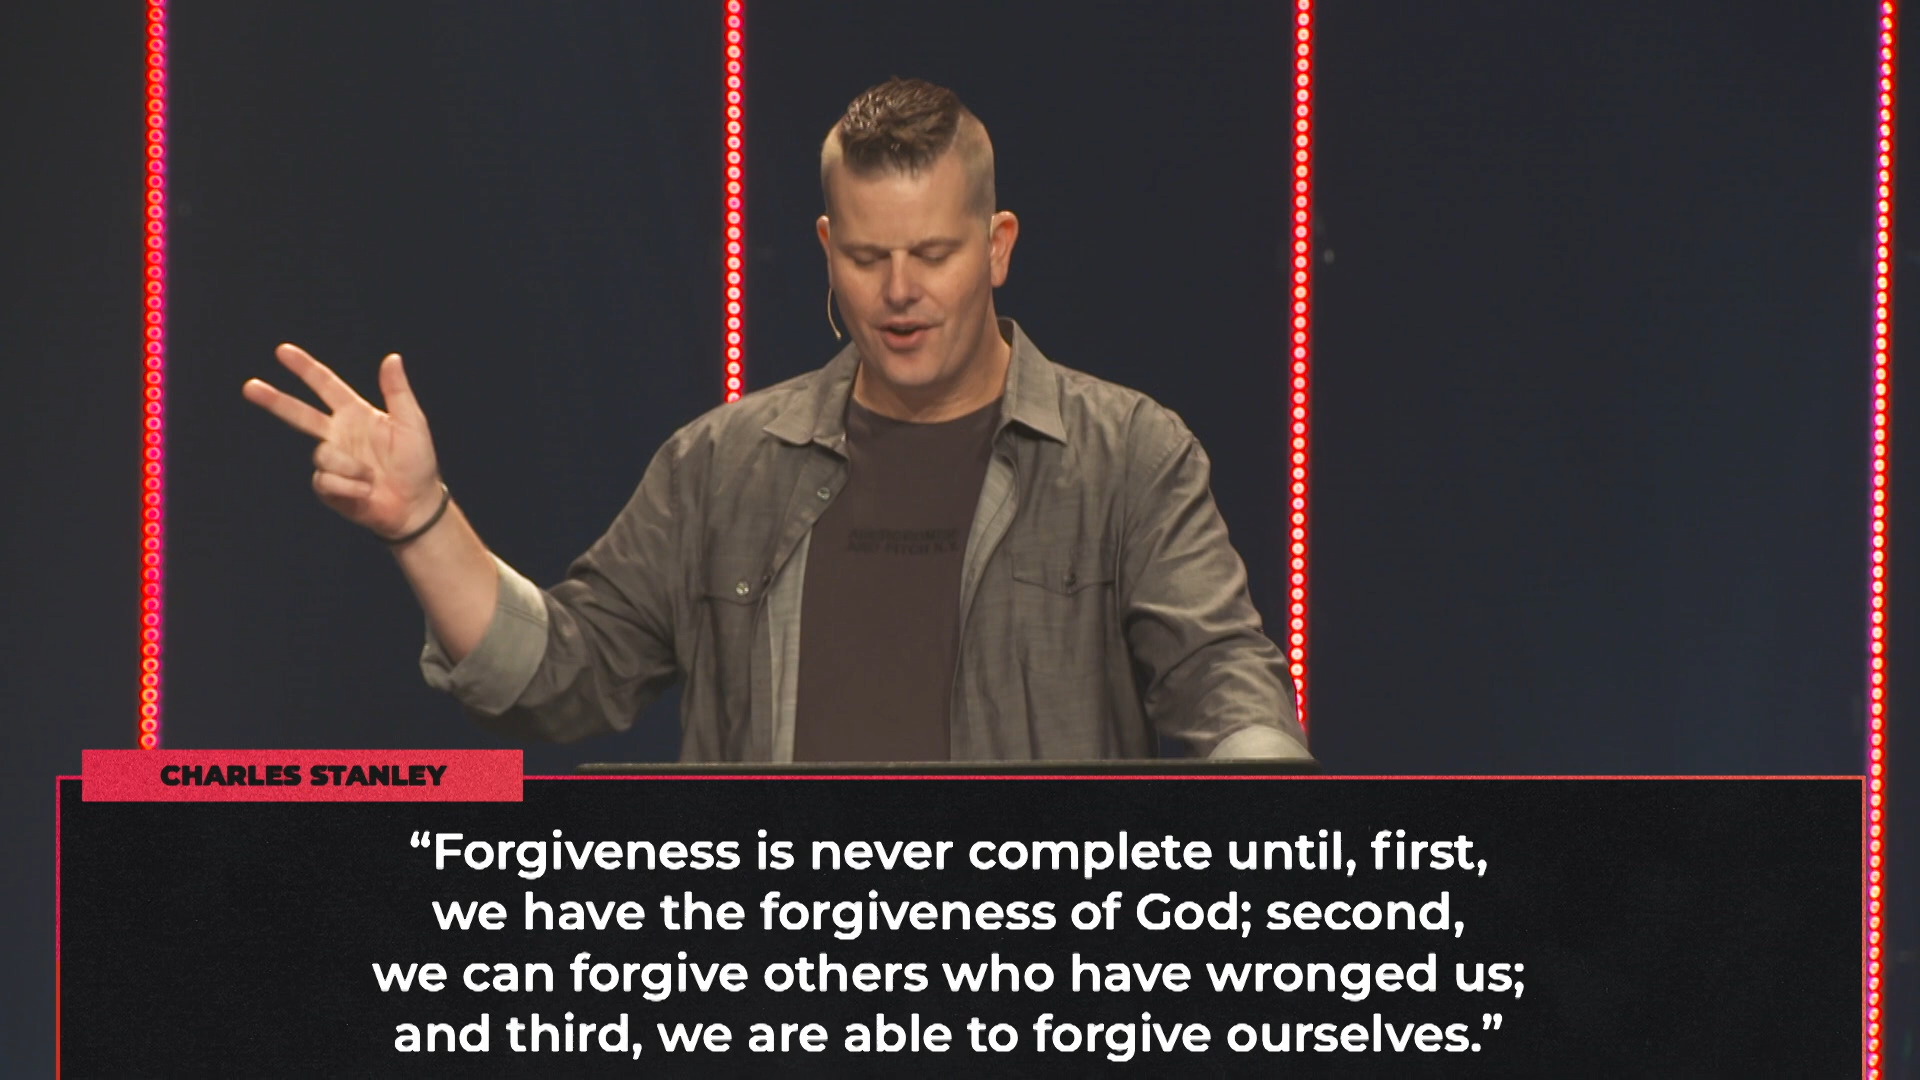 CHARLES STANLEY
“Forgiveness is never complete until, first,
we have the forgiveness of God; second,
we can forgive others who have wronged us;
and third, we are able to forgive ourselves.”